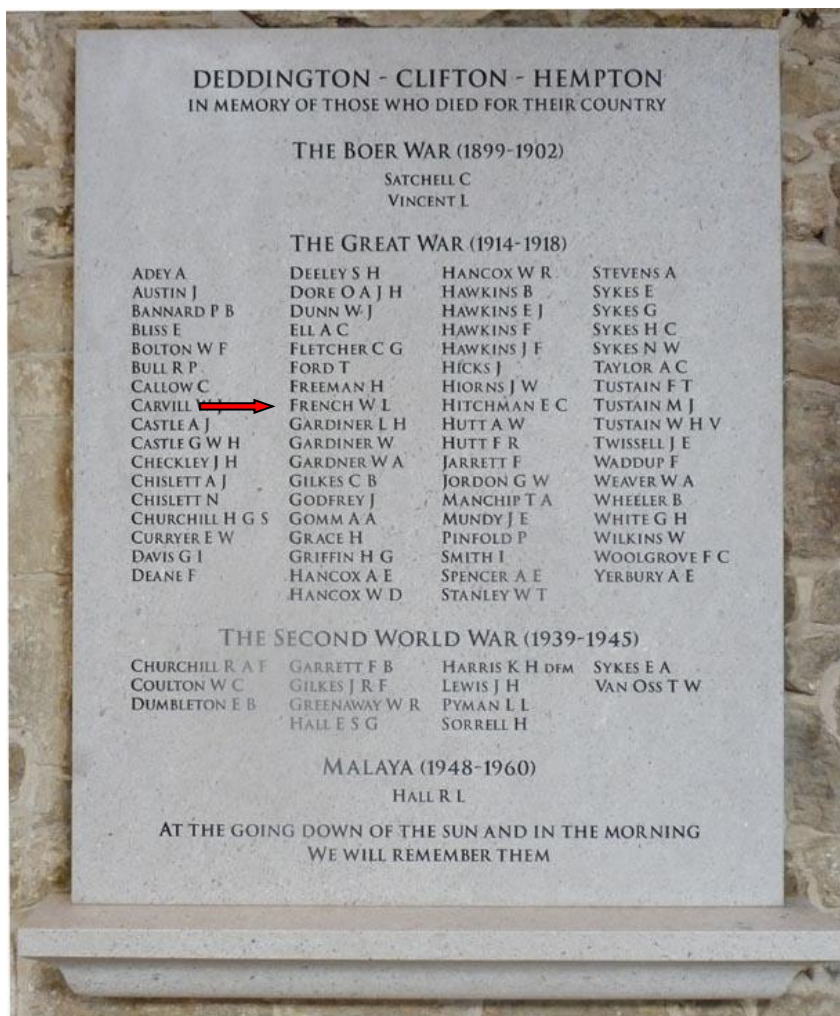 DEDDINGTON - CLIFTON - HEMPTON
IN MEMORY OF THOSE WHO DIED FOR THEIR COUNTRY
THE BOER WAR (1899-1902)
SATCHELL C
VINCENT L
THE GREAT WAR (1914-1918)
ADEY A
AUSTIN J
BANNARD P B
BLISS E
BOLTON W F
BULL R P
CALLOW C
CARVILL W J
CASTLE A J
CASTLE G W H
CHECKLEY J H
CHISLETT A J
CHISLETT N
CHURCHILL H G S
CURRYER E W
DAVIS G I
DEANE F
DEELEY S H
DORE O A J H
DUNN W J
ELL A C
FLETCHER C G
FORD T
FREEMAN H
FRENCH W L
GARDINER L H
GARDINER W
GARDNER W A
GILKES C B
GODFREY J
GOMM A A
GRACE H
GRIFFIN H G
HANCOX A E
HANCOX W D
HANCOX W R
HAWKINS B
HAWKINS E J
HAWKINS F
HAWKINS J F
HICKS J
HIORNS J W
HITCHMAN E C
HUTT A W
HUTT F R
JARRETT F
JORDON G W
MANCHIP T A
MUNDY J E
PINFOLD P
SMITH I
SPENCER A E
STANLEY W T
STEVENS A
SYKES E
SYKES G
SYKES H C
SYKES N W
TAYLOR A C
TUSTAIN F T
TUSTAIN M J
TUSTAIN W H V
TWISSELL J E
WADDUP F
WEAVER W A
WHEELER B
WHITE G H
WILKINS W
WOOLGROVE F C
YERBURY A E
THE SECOND WORLD WAR (1939-1945)
CHURCHILL R A F
COULTON W C
DUMBLETON E B
GARRETT F B
GILKES J R F
GREENAWAY W R
HALL E S G
HARRIS K H DFM
LEWIS J H
PYMAN L L
SORRELL H
SYKES E A
VAN OSS T W
MALAYA (1948-1960)
HALL R L
AT THE GOING DOWN OF THE SUN AND IN THE MORNING
WE WILL REMEMBER THEM